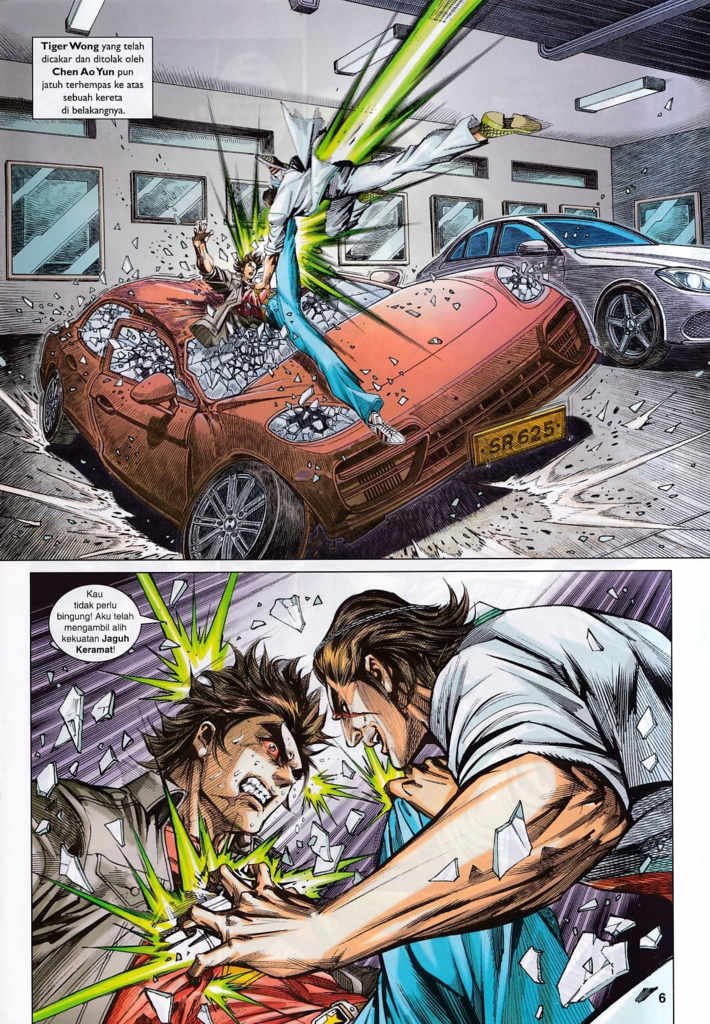 Tiger Wong yang telah
dicakar dan ditolak oleh
Chen Ao Yun pun
jatuh terhempas ke atas
sebuah kereta
di belakangnya.
SR 625
Kau
tidak perlu
bingung! Aku telah
mengambil alih
kekuatan Jaguh
Keramat!
6